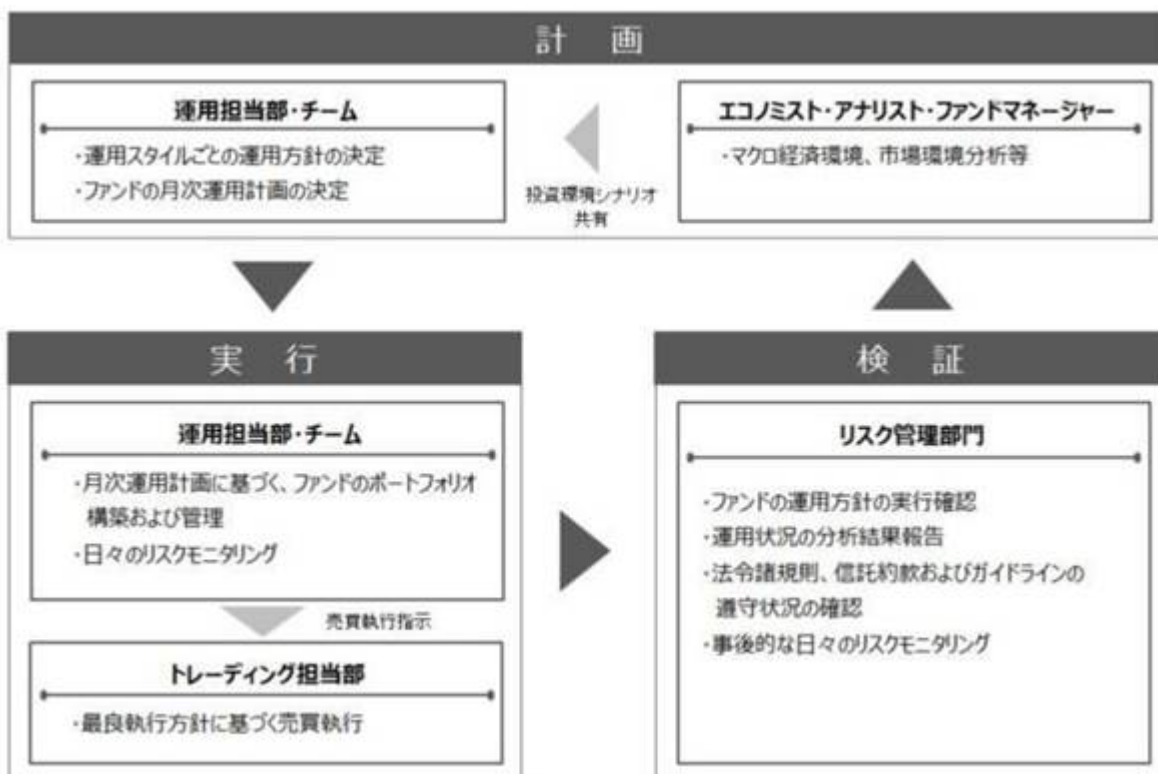 計 画
運用担当部・チーム
・運用スタイルごとの運用方針の決定
・ファンドの月次運用計画の決定
投資環境シナリオ
共有
エコノミスト・アナリスト・ファンドマネージャー
・マクロ経済環境、市場環境分析等
実 行
運用担当部・チーム
・月次運用計画に基づく、ファンドのポートフォリオ
構築および管理
・日々のリスクモニタリング
売買執行指示
トレーディング担当部
・最良執行方針に基づく売買執行
検 証
リスク管理部門
・ファンドの運用方針の実行確認
・運用状況の分析結果報告
・法令諸規則、信託約款およびガイドラインの
遵守状況の確認
・事後的な日々のリスクモニタリング